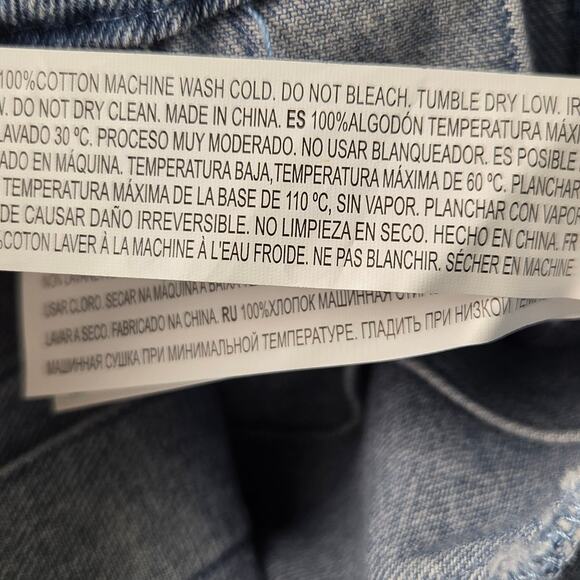 100%COTTON MACHINE WASH COLD. DO NOT BLEACH, TUMBLE DRY LOW. IR
. DO NOT DRY CLEAN. MADE IN CHINA. ES 100%ALGODÓN TEMPERATURA MÁXI
LAVADO 30 ºC. PROCESO MUY MODERADO. NO USAR BLANQUEADOR. ES POSIBLE
ADO EN MÁQUINA. TEMPERATURA BAJA,TEMPERATURA MÁXIMA DE 60 ºC. PLANCHAR
TEMPERATURA MÁXIMA DE LA BASE DE 110 ºC, SIN VAPOR. PLANCHAR CON VAPO
DE CAUSAR DAÑO IRREVERSIBLE. NO LIMPIEZA EN SECO. HECHO EN CHINA. FR
%COTON LAVER À LA MACHINE À L'EAU FROIDE. NE PAS BLANCHIR. SÉCHER EN MACHINE
USAR CLORO. SECAR NA MÁQUINA A BAIXA
LAVAR A SECO. FABRICADO NA CHINA. RU 100%ХЛОПОК МАШИННАЯ
МАШИННАЯ СУШКА ПРИ МИНИМАЛЬНОЙ ТЕМПЕРАТУРЕ. ГЛАДИТЬ ПРИ НИЗКОЙ